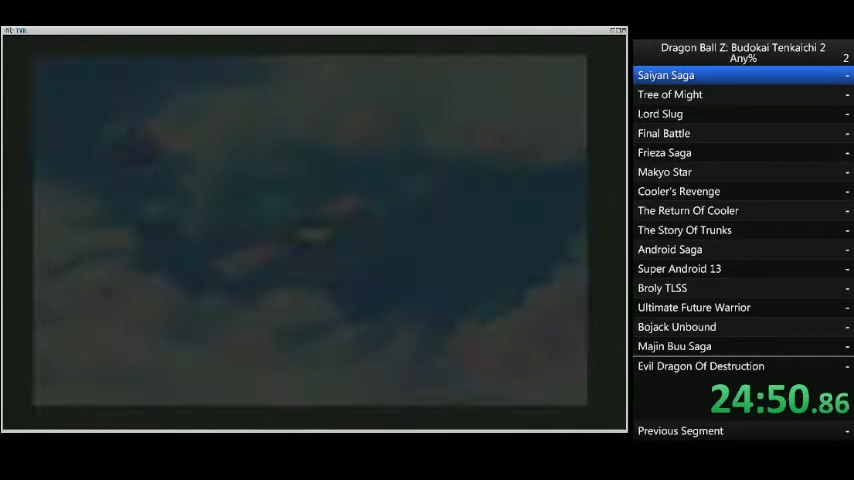 TVR
Dragon Ball Z: Budokai Tenkaichi 2
Any% 2
Saiyan Saga -
Tree of Might -
Lord Slug -
Final Battle -
Frieza Saga -
Makyo Star -
Cooler's Revenge -
The Return Of Cooler -
The Story Of Trunks -
Android Saga -
Super Android 13 -
Broly TLSS -
Ultimate Future Warrior -
Bojack Unbound -
Majin Buu Saga -
Evil Dragon Of Destruction -
24:50.86
Previous Segment -